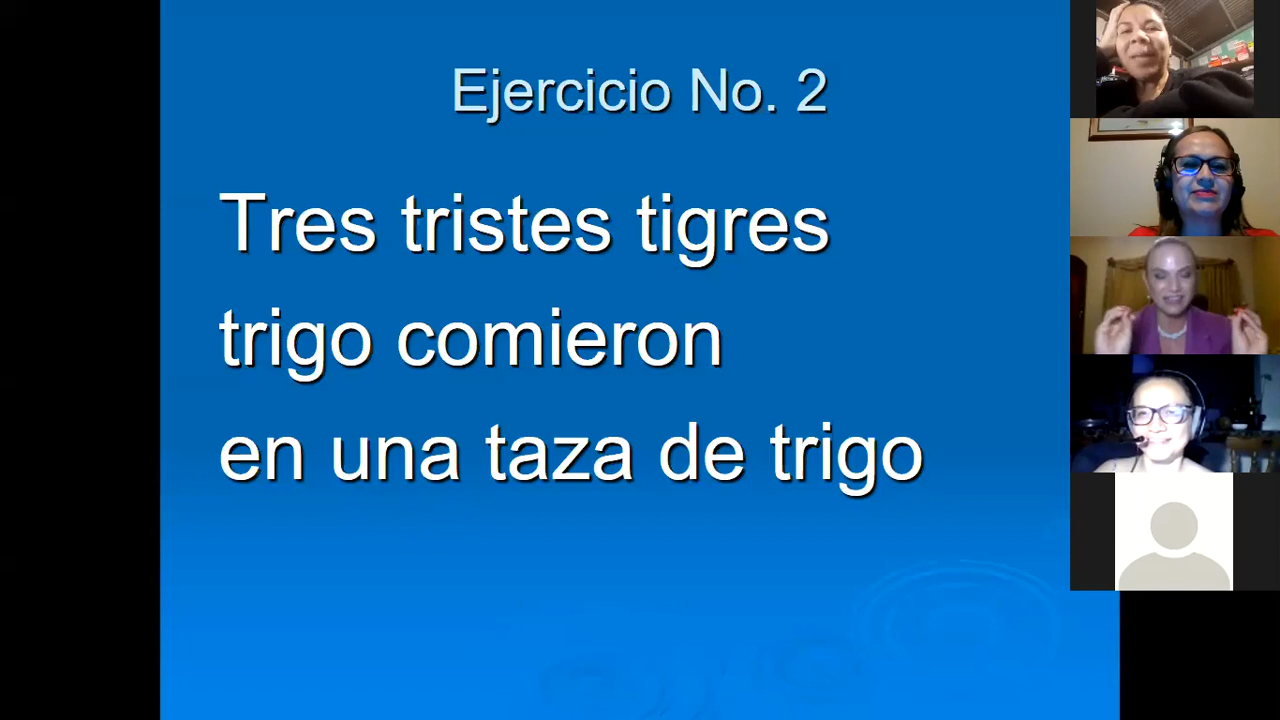 Ejercicio No. 2
Tres tristes tigres
trigo comieron
en una taza de trigo